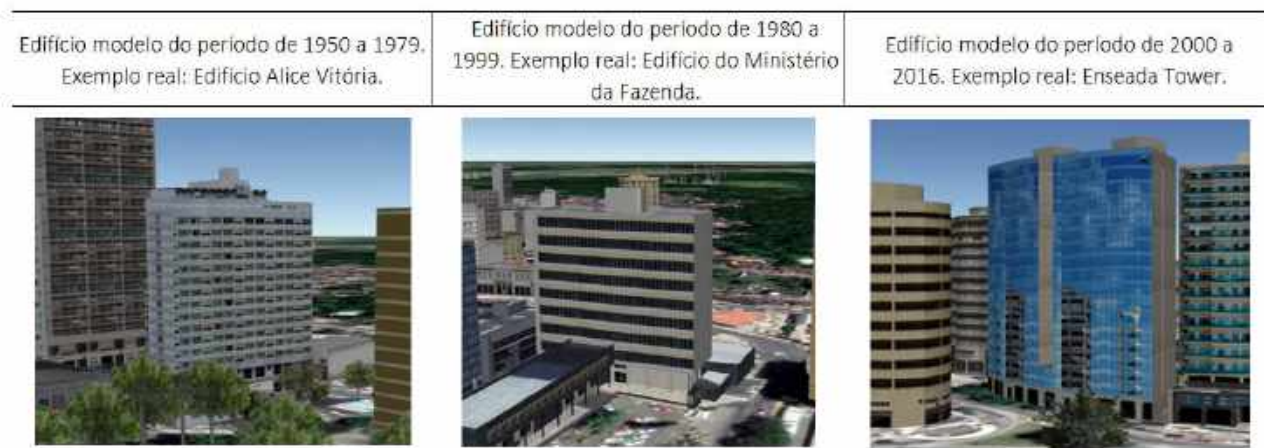 Edifício modelo do período de 1950 a 1979.
Exemplo real: Edifício Alice Vitória.
Edifício modelo do período de 1980 a
1999. Exemplo real: Edifício do Ministério
da Fazenda.
Edifício modelo do período de 2000 a
2016. Exemplo real: Enseada Tower.